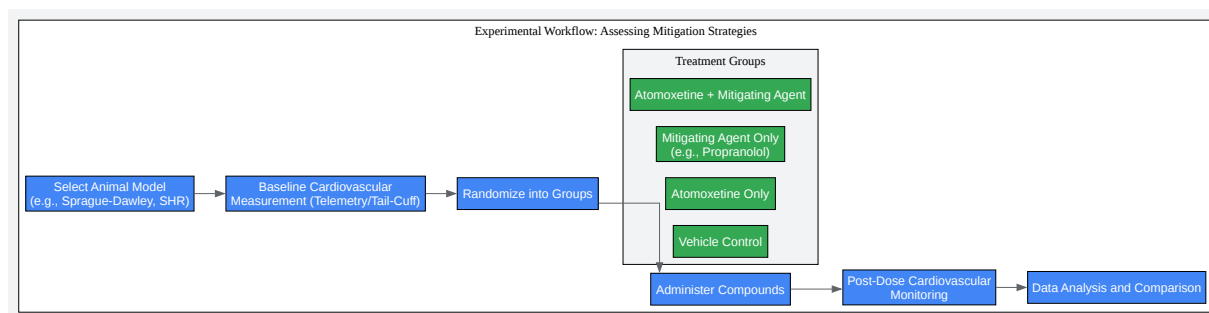 Experimental Workflow: Assessing Mitigation Strategies
Treatment Groups
Atomoxetine + Mitigating Agent
Mitigating Agent Only
(e.g., Propranolol)
Select Animal Model
(e.g., Sprague-Dawley, SHR)
Baseline Cardiovascular
Measurement (Telemetry/Tail-Cuff)
Randomize into Groups
Atomoxetine Only
Vehicle Control
Administer Compounds
Post-Dose Cardiovascular
Monitoring
Data Analysis and Comparison